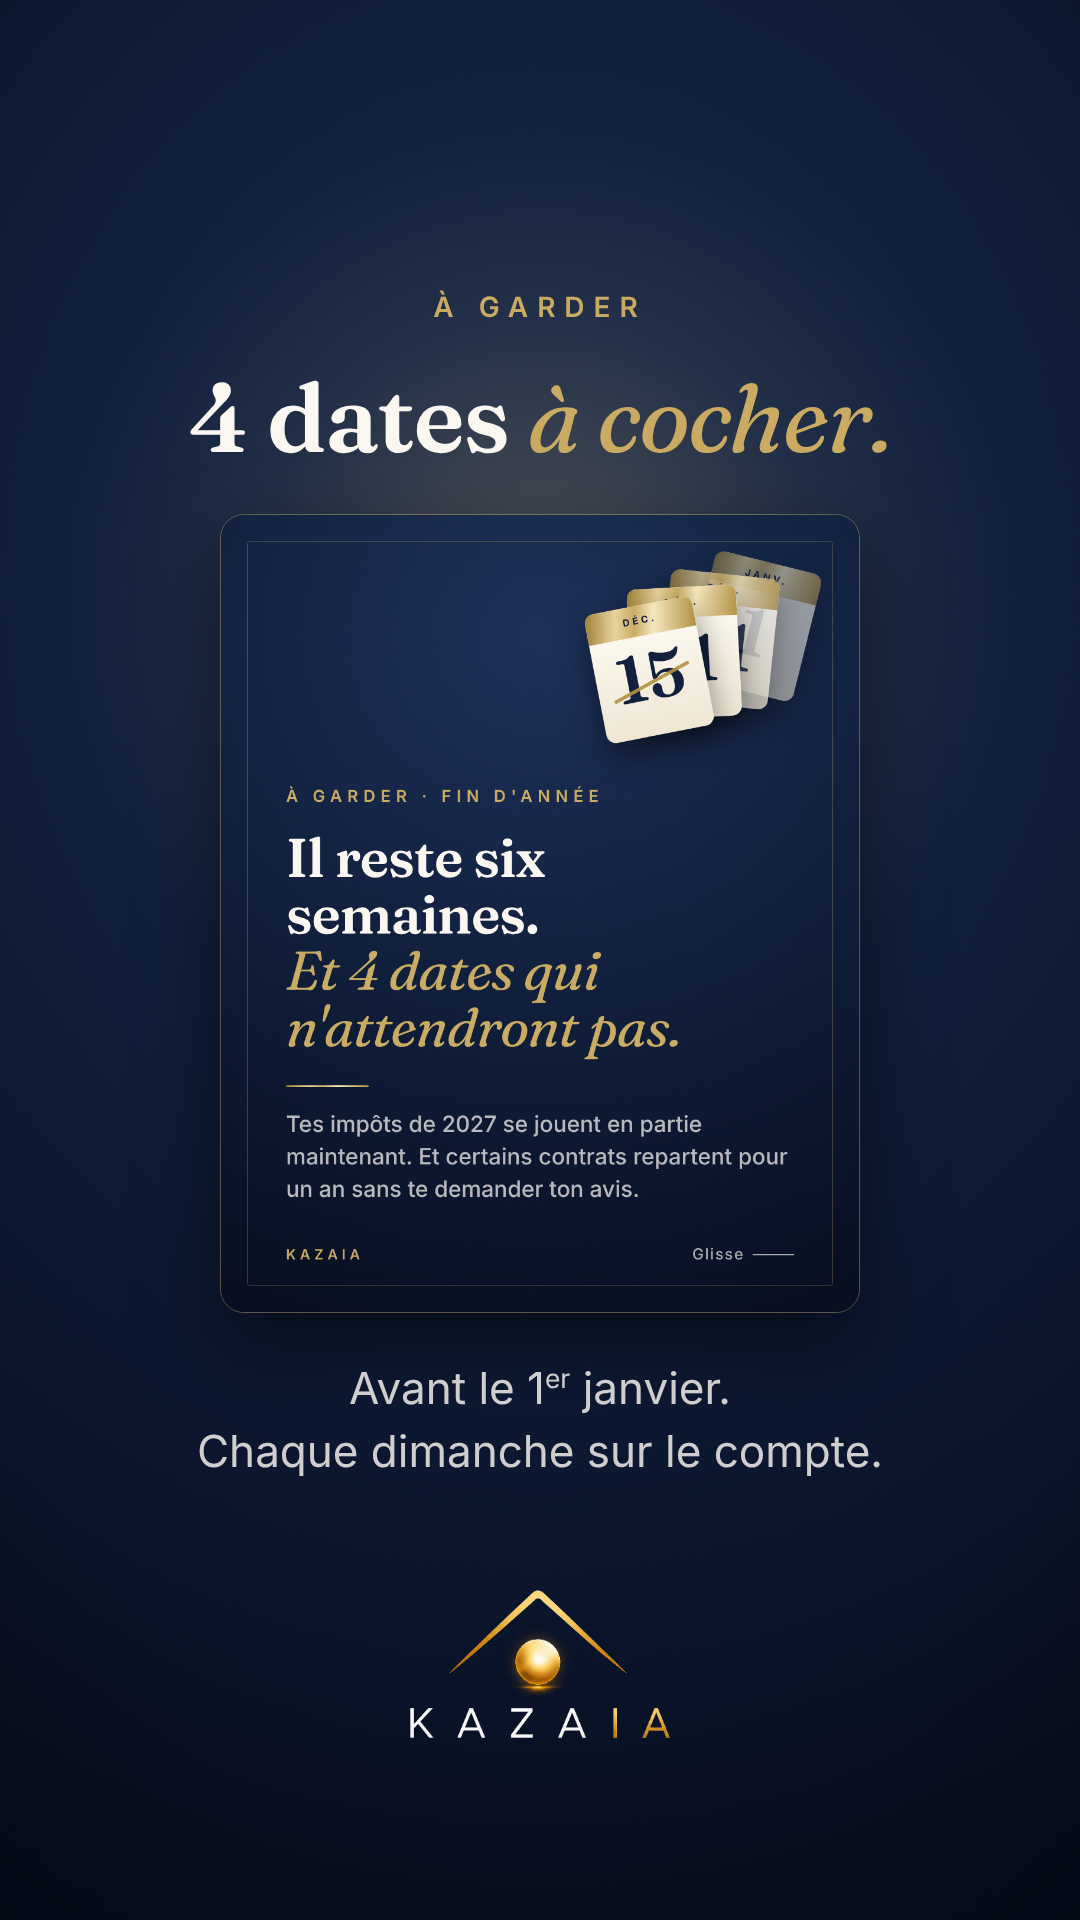 À GARDER
4 dates à cocher.
JANV.
DÉC.
15
À GARDER · FIN D'ANNÉE
Il reste six
semaines.
Et 4 dates qui
n'attendront pas.
Tes impôts de 2027 se jouent en partie
maintenant. Et certains contrats repartent pour
un an sans te demander ton avis.
KAZAIA
Glisse
Avant le 1er janvier.
Chaque dimanche sur le compte.
KAZAIA